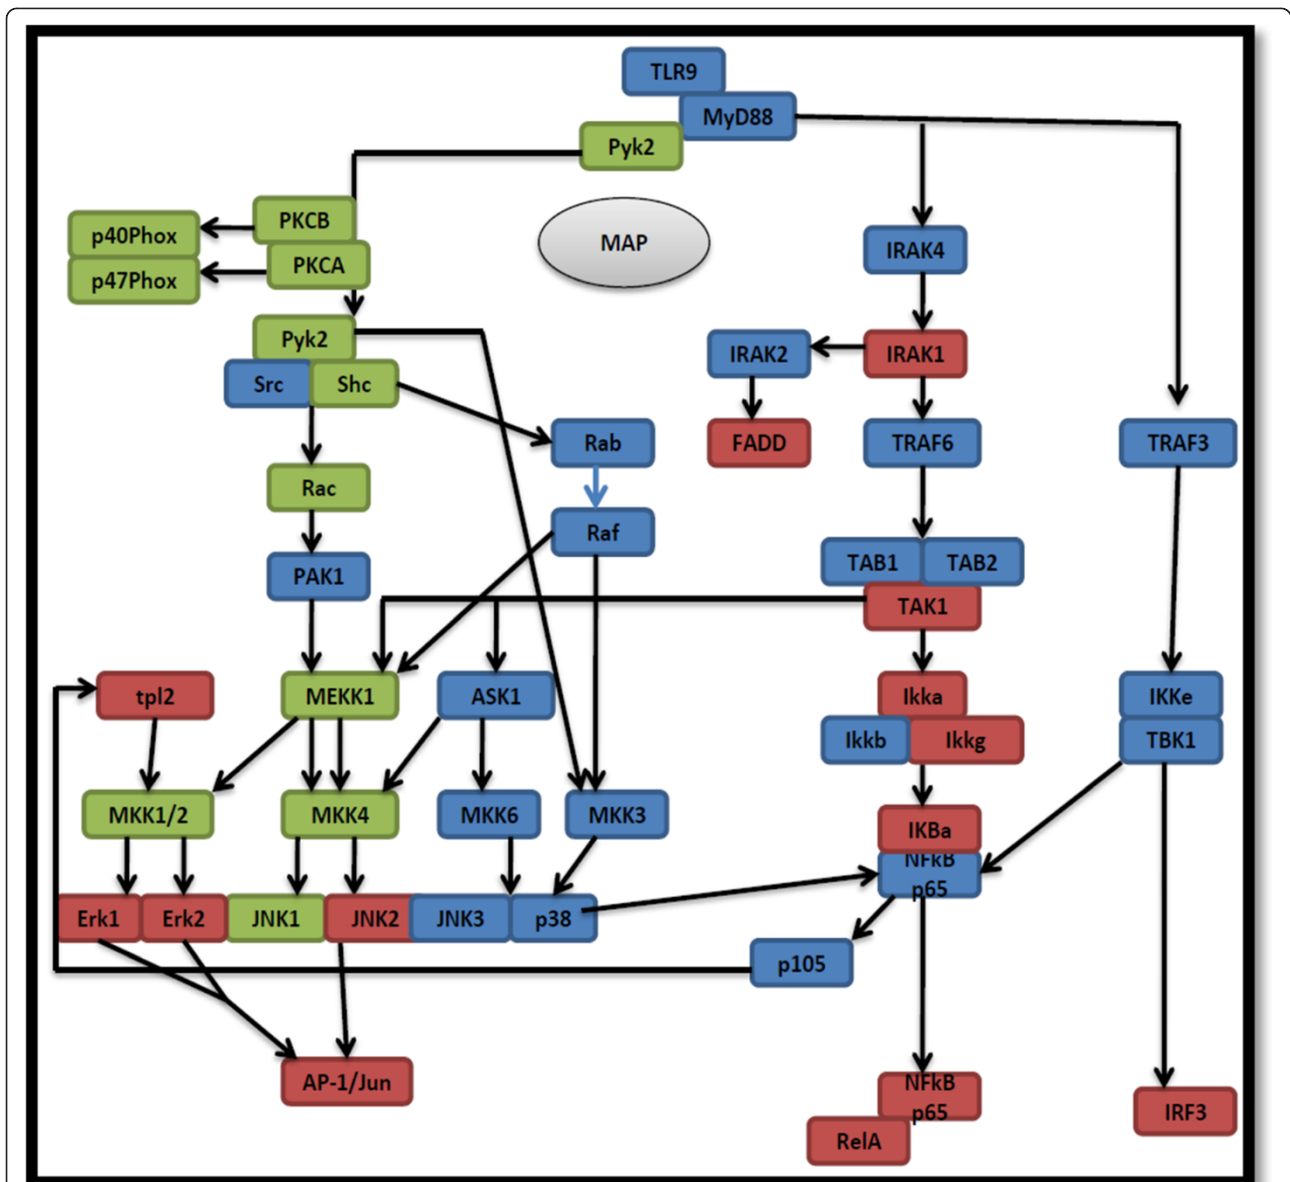 TLR9
MyD88
Pyk2
PKCB
p40Phox
MAP
IRAK4
PKCA
p47Phox
Pyk2
IRAK2
IRAK1
Src
Shc
Rab
FADD
TRAF6
TRAF3
Rac
Raf
PAK1
TAB1
TAB2
TAK1
tpl2
MEKK1
ASK1
Ikka
IKKe
Ikkb
Ikkg
TBK1
MKK1/2
MKK4
MKK6
MKK3
IKBa
NFkB
p65
Erk1
Erk2
JNK1
JNK2
JNK3
p38
p105
AP-1/Jun
NFkB
p65
IRF3
RelA